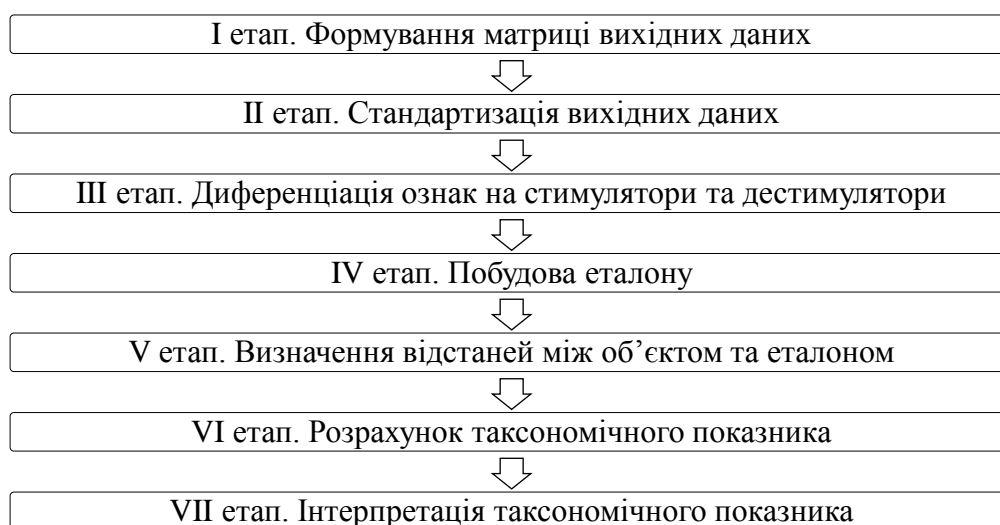 I етап. Формування матриці вихідних даних
II етап. Стандартизація вихідних даних
III етап. Диференціація ознак на стимулятори та дестимулятори
IV етап. Побудова еталону
V етап. Визначення відстаней між об’єктом та еталоном
VI етап. Розрахунок таксономічного показника
VII етап. Інтерпретація таксономічного показника